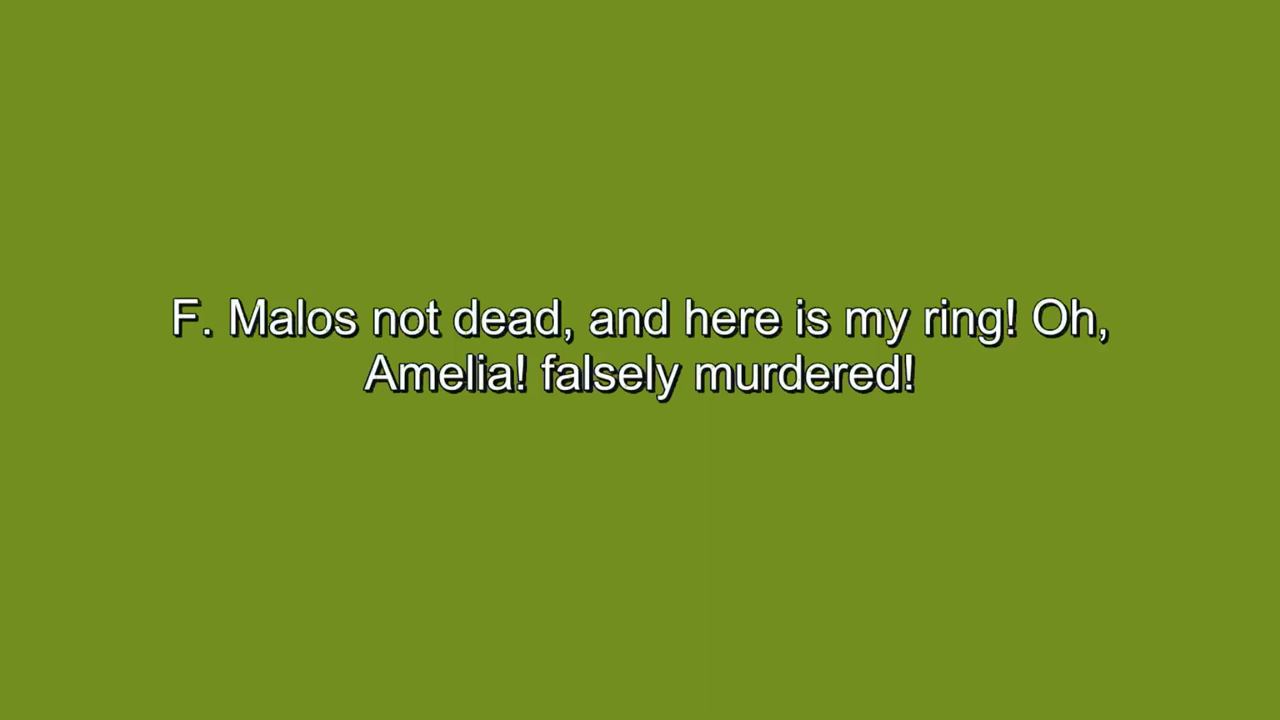 F. Malos not dead, and here is my ring! Oh,
Amelia! falsely murdered!